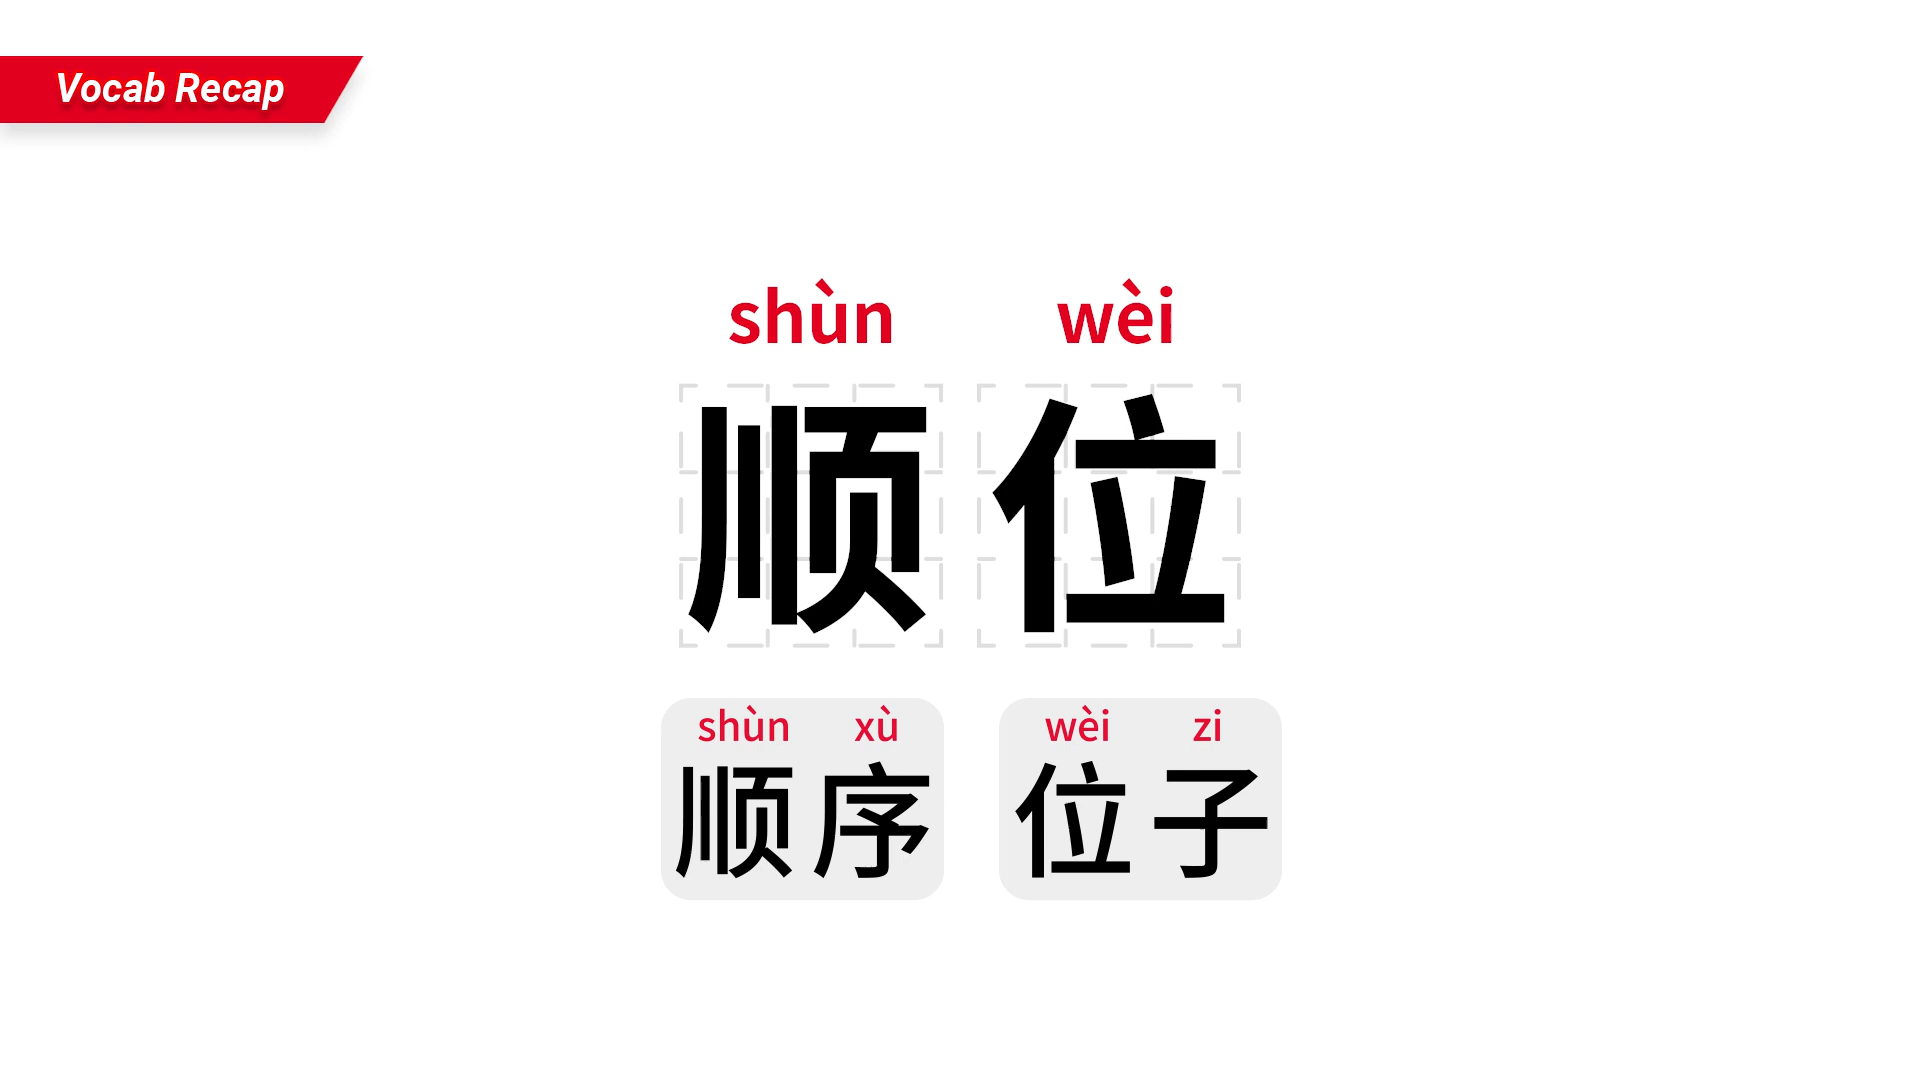 Vocab Recap
shùn wèi
顺位
shùn xù
顺序
wèi zi
位子